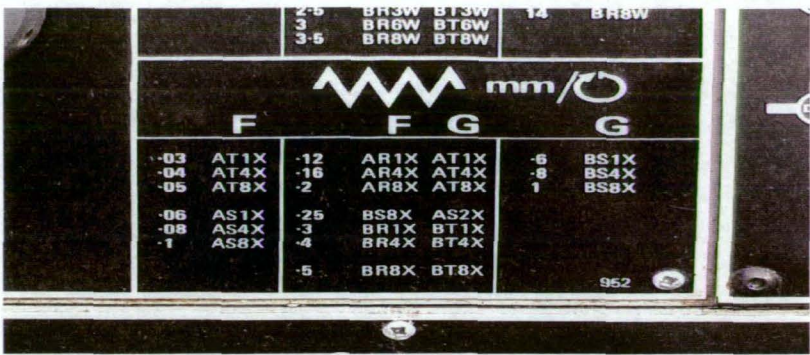 2·5 BR3W BT3W 14 BR8W
3 BR6W BT6W
3·5 BR8W BT8W
mm/
F F G G
·03 AT1X ·12 AR1X AT1X ·6 BS1X
·04 AT4X ·16 AR4X AT4X ·8 BS4X
·05 AT8X ·2 AR8X AT8X 1 BS8X
·06 AS1X ·25 BS8X AS2X
·08 AS4X ·3 BR1X BT1X
·1 AS8X ·4 BR4X BT4X
·5 BR8X BT8X
952